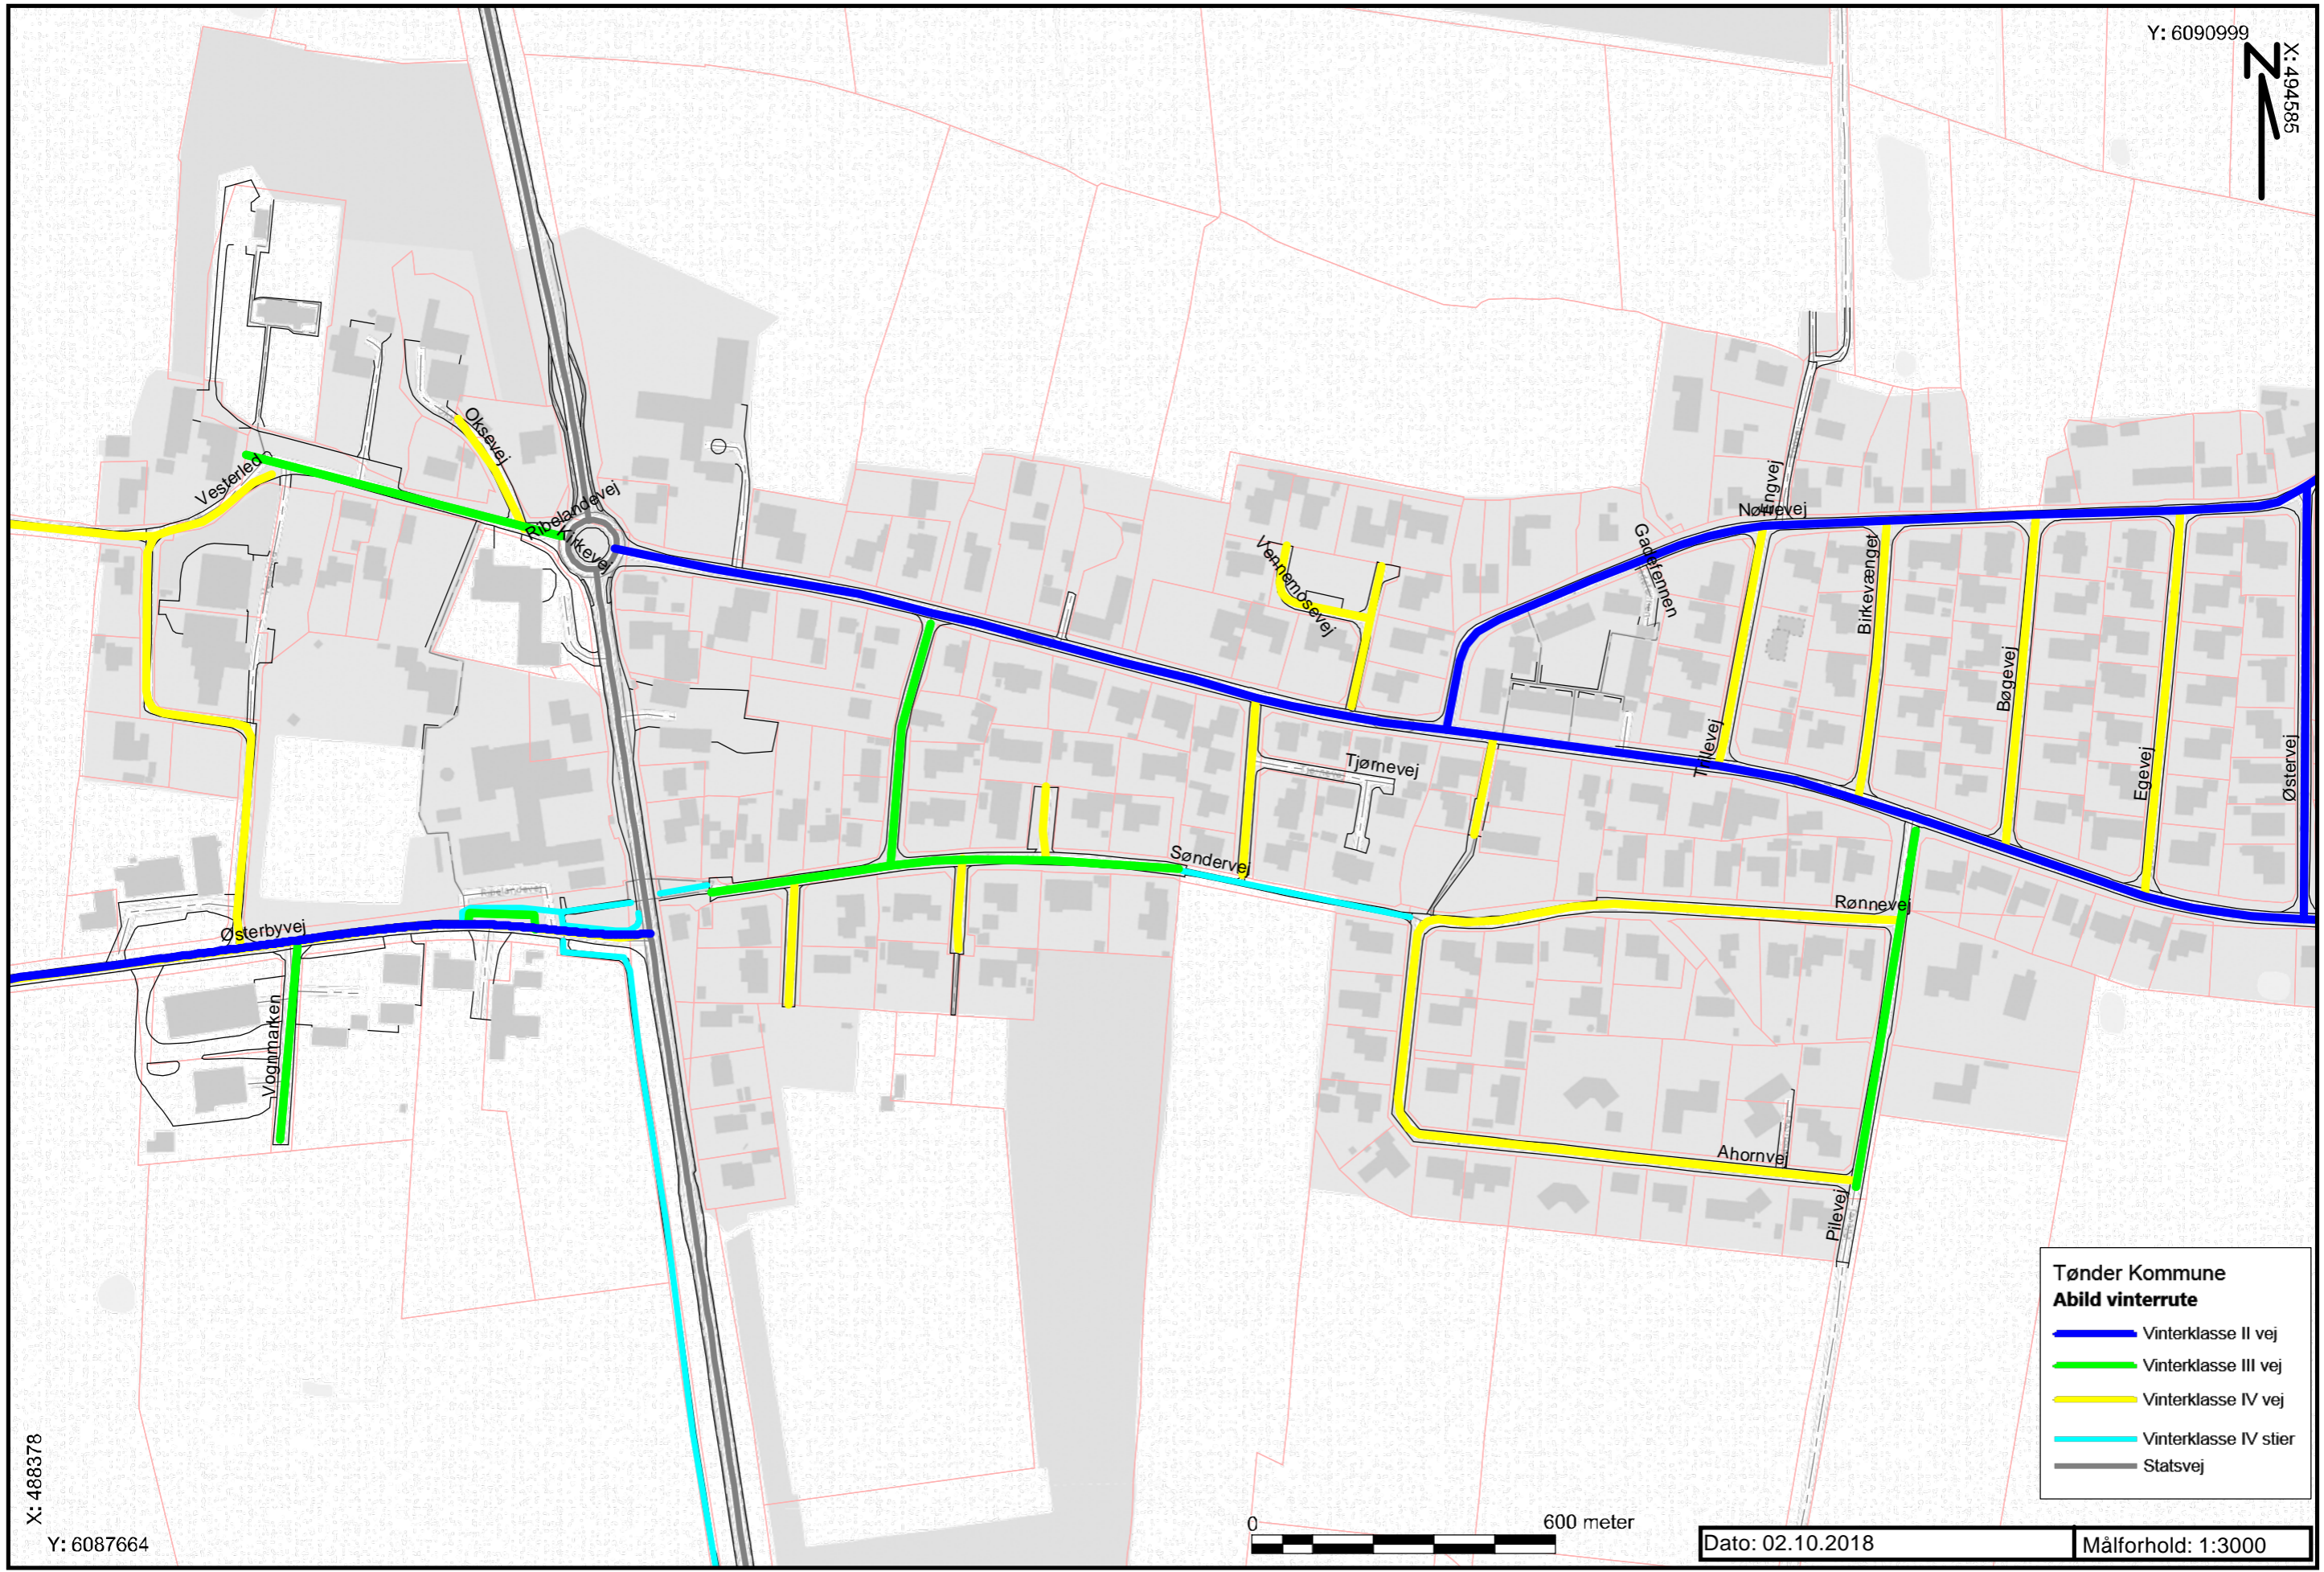 Y: 6090999
X: 494585
N
Oksevej
Vesterled
Ribelandevej
Kirkevej
Vennemosevej
Gadefennen
Engvej
Nørrevej
Birkevænget
Bøgevej
Egevej
Østervej
Trillevej
Tjørnevej
Søndervej
Rønnevej
Østerbyvej
Vognmarken
Ahornvej
Pilevej
Tønder Kommune
Abild vinterrute
Vinterklasse II vej
Vinterklasse III vej
Vinterklasse IV vej
Vinterklasse IV stier
Statsvej
X: 488378
Y: 6087664
0 600 meter
Dato: 02.10.2018
Målforhold: 1:3000